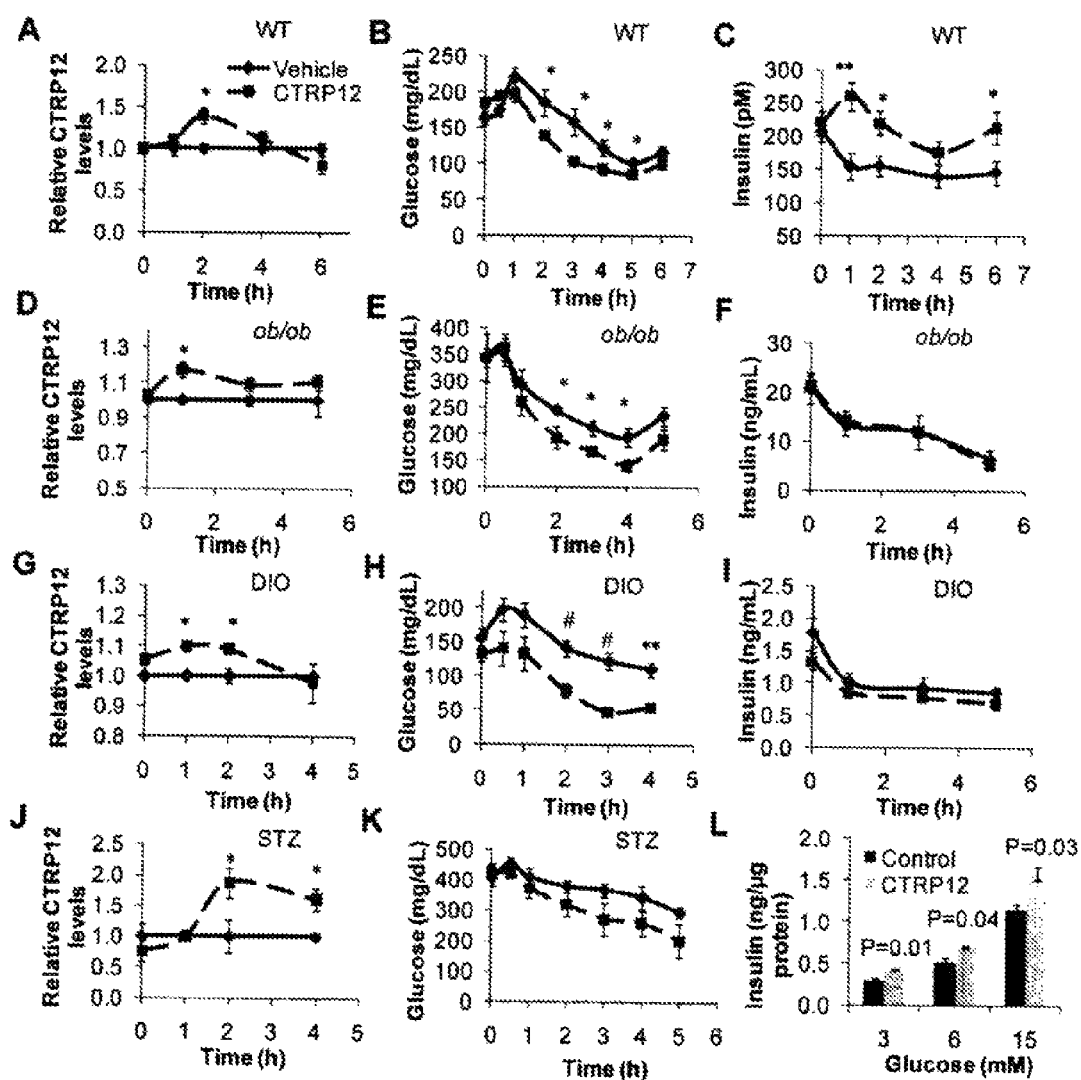 A
WT
Relative CTRP12 levels
2.0
1.5
1.0
0.5
0.0
Vehicle
CTRP12
*
0 2 4 6
Time (h)
B
WT
Glucose (mg/dL)
250
200
150
100
50
0
* * * *
0 1 2 3 4 5 6 7
Time (h)
C
WT
Insulin (pM)
300
250
200
150
100
50
** * *
0 1 2 3 4 5 6 7
Time (h)
D
ob/ob
Relative CTRP12 levels
1.3
1.1
0.9
0.7
0.5
*
0 2 4 6
Time (h)
E
ob/ob
Glucose (mg/dL)
400
350
300
250
200
150
100
* * *
0 2 4 6
Time (h)
F
ob/ob
Insulin (ng/mL)
30
20
10
0
0 2 4 6
Time (h)
G
DIO
Relative CTRP12 levels
1.3
1.2
1.1
1.0
0.9
0.8
* *
0 1 2 3 4 5
Time (h)
H
DIO
Glucose (mg/dL)
200
150
100
50
0
# # **
0 1 2 3 4 5
Time (h)
I
DIO
Insulin (ng/mL)
2.5
2.0
1.5
1.0
0.5
0.0
0 2 4 6
Time (h)
J
STZ
Relative CTRP12 levels
2.5
2.0
1.5
1.0
0.5
0.0
* *
0 1 2 3 4 5
Time (h)
K
STZ
Glucose (mg/dL)
500
400
300
200
100
0
0 1 2 3 4 5 6
Time (h)
L
Insulin (ng/µg protein)
2.0
1.5
1.0
0.5
0.0
Control
CTRP12
P=0.01
P=0.04
P=0.03
3 6 15
Glucose (mM)